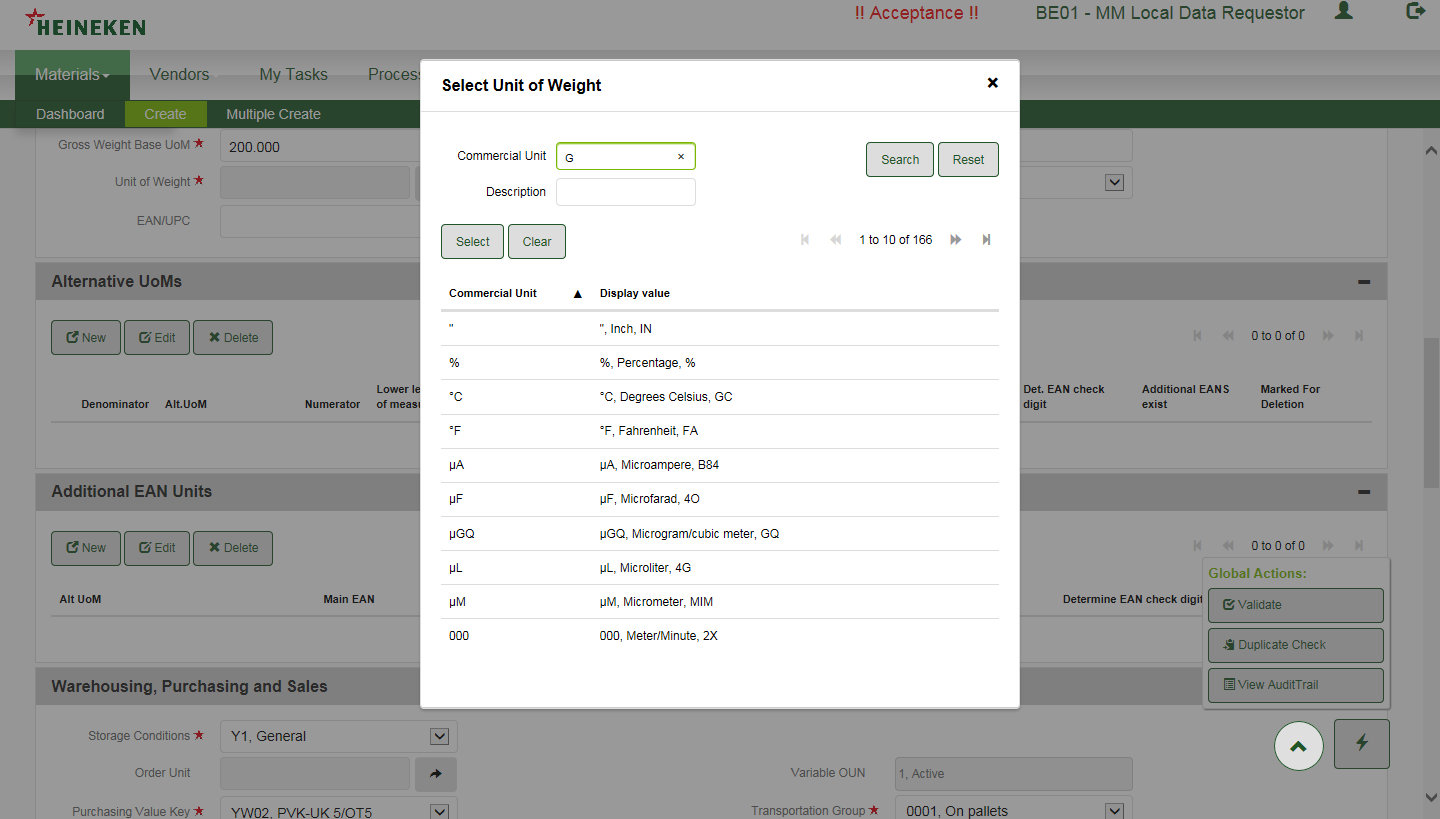 HEINEKEN
!! Acceptance !!
BE01 - MM Local Data Requestor
Materials
Vendors
My Tasks
Process
Dashboard
Create
Multiple Create
Select Unit of Weight
Commercial Unit
G
Search
Reset
Description
Select
Clear
1 to 10 of 166
Commercial Unit ▲ Display value
" ", Inch, IN
% %, Percentage, %
°C °C, Degrees Celsius, GC
°F °F, Fahrenheit, FA
µA µA, Microampere, B84
µF µF, Microfarad, 4O
µGQ µGQ, Microgram/cubic meter, GQ
µL µL, Microliter, 4G
µM µM, Micrometer, MIM
000 000, Meter/Minute, 2X
Gross Weight Base UoM * 200.000
Unit of Weight *
EAN/UPC
Alternative UoMs
New
Edit
Delete
0 to 0 of 0
Denominator
Alt.UoM
Numerator
Lower le
of measu
Det. EAN check
digit
Additional EANS
exist
Marked For
Deletion
Additional EAN Units
New
Edit
Delete
0 to 0 of 0
Alt UoM
Main EAN
Determine EAN check digit
Global Actions:
Validate
Duplicate Check
View AuditTrail
Warehousing, Purchasing and Sales
Storage Conditions * Y1, General
Order Unit
Variable OUN 1, Active
Purchasing Value Key * YW02, PVK-UK 5/OT5
Transportation Group * 0001, On pallets